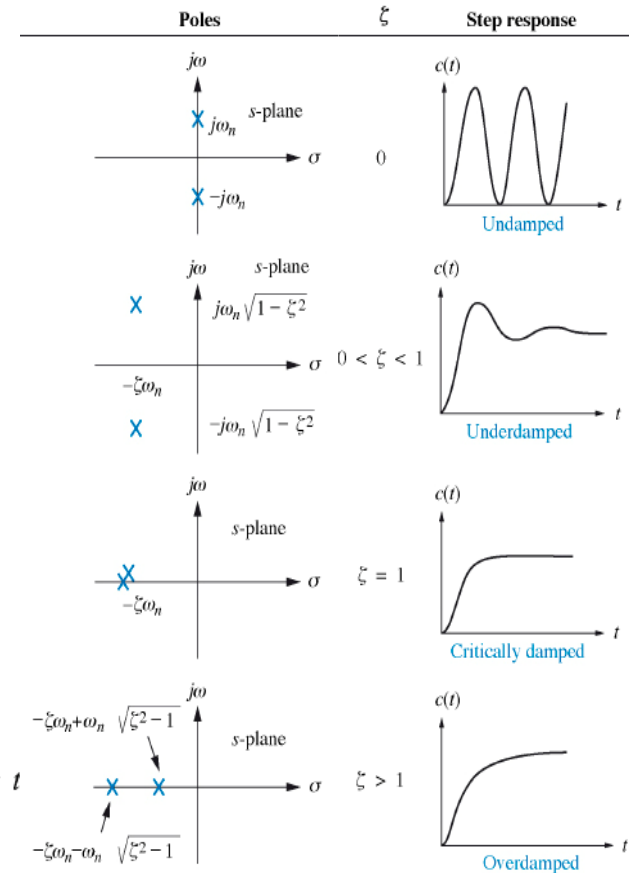 Poles ζ Step response
jω
s-plane
jωₙ
σ
−jωₙ
0
c(t)
t
Undamped
jω
s-plane
jωₙ √1 − ζ²
σ
−ζωₙ
−jωₙ √1 − ζ²
0 < ζ < 1
c(t)
t
Underdamped
jω
s-plane
σ
−ζωₙ
ζ = 1
c(t)
t
Critically damped
jω
−ζωₙ+ωₙ √ζ² − 1
s-plane
t
σ
−ζωₙ−ωₙ √ζ² − 1
ζ > 1
c(t)
t
Overdamped